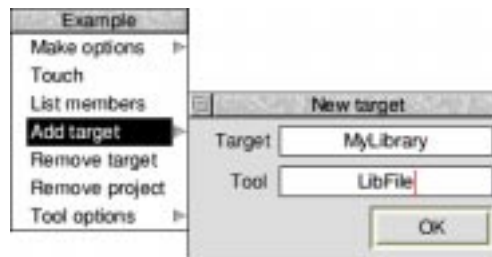 Example
Make options
Touch
List members
Add target
Remove target
Remove project
Tool options
New target
Target MyLibrary
Tool LibFile
OK